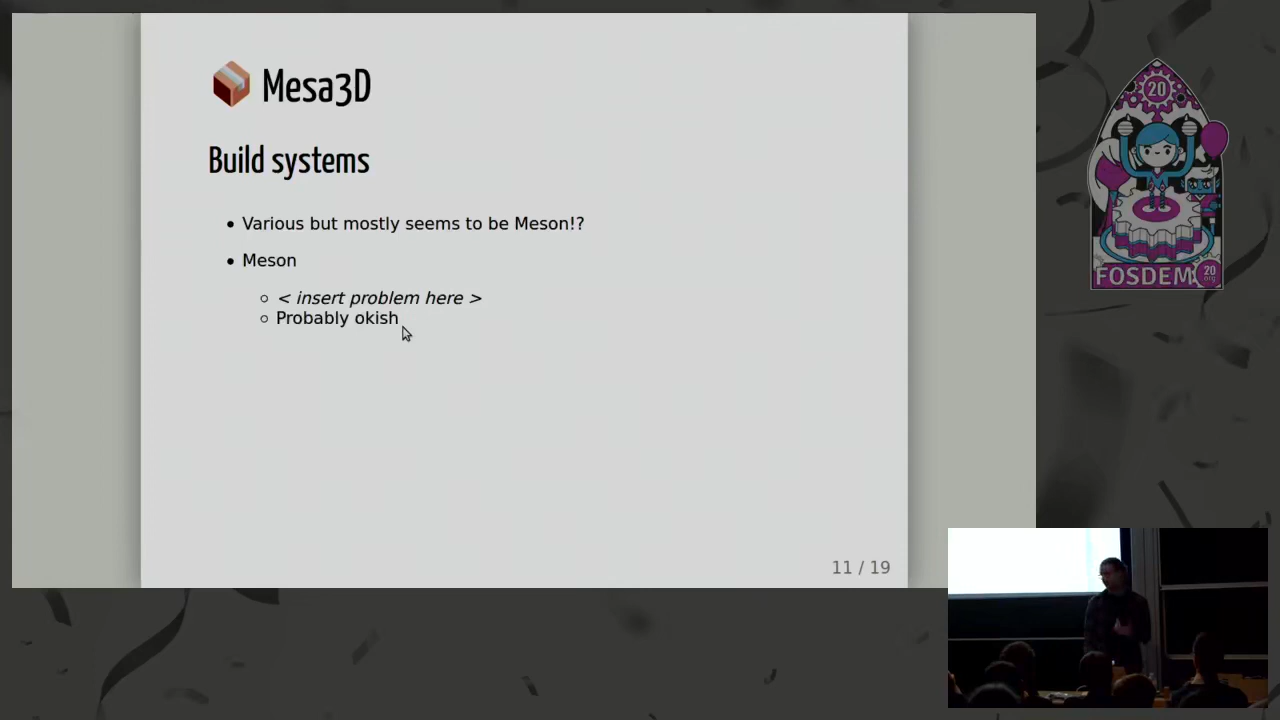 Mesa3D
Build systems
Various but mostly seems to be Meson!?
Meson
< insert problem here >
Probably okish
11 / 19
20
FOSDEM
20
.org